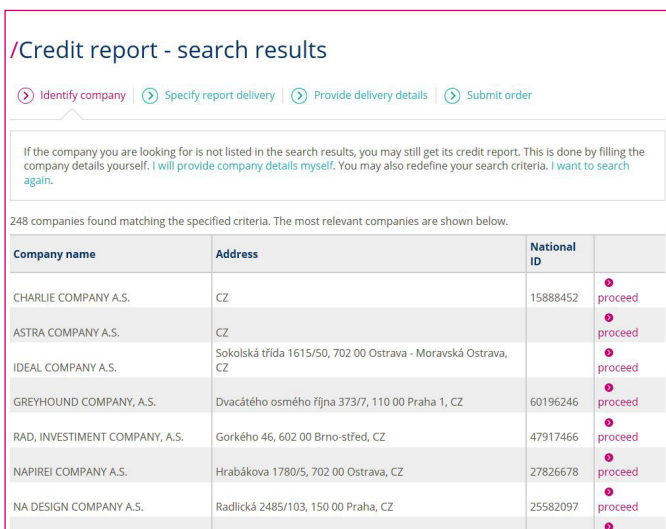 /Credit report - search results
Identify company Specify report delivery Provide delivery details Submit order
If the company you are looking for is not listed in the search results, you may still get its credit report. This is done by filling the
company details yourself. I will provide company details myself. You may also redefine your search criteria. I want to search
again.
248 companies found matching the specified criteria. The most relevant companies are shown below.
Company name Address National
ID
CHARLIE COMPANY A.S. CZ 15888452 proceed
ASTRA COMPANY A.S. CZ proceed
Sokolská třída 1615/50, 702 00 Ostrava - Moravská Ostrava,
IDEAL COMPANY A.S. CZ proceed
GREYHOUND COMPANY, A.S. Dvacátého osmého října 373/7, 110 00 Praha 1, CZ 60196246 proceed
RAD, INVESTIMENT COMPANY, A.S. Gorkého 46, 602 00 Brno-střed, CZ 47917466 proceed
NAPIREI COMPANY A.S. Hrabákova 1780/5, 702 00 Ostrava, CZ 27826678 proceed
NA DESIGN COMPANY A.S. Radlická 2485/103, 150 00 Praha, CZ 25582097 proceed